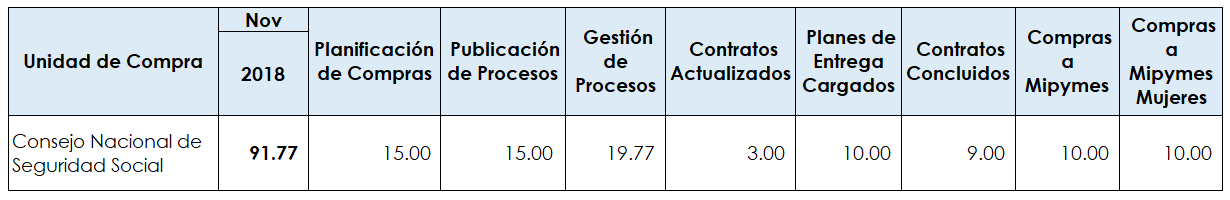 Unidad de Compra
Nov
2018
Planificación
de Compras
Publicación
de Procesos
Gestión
de
Procesos
Contratos
Actualizados
Planes de
Entrega
Cargados
Contratos
Concluidos
Compras
a
Mipymes
Compras
a
Mipymes
Mujeres
Consejo Nacional de
Seguridad Social
91.77
15.00
15.00
19.77
3.00
10.00
9.00
10.00
10.00